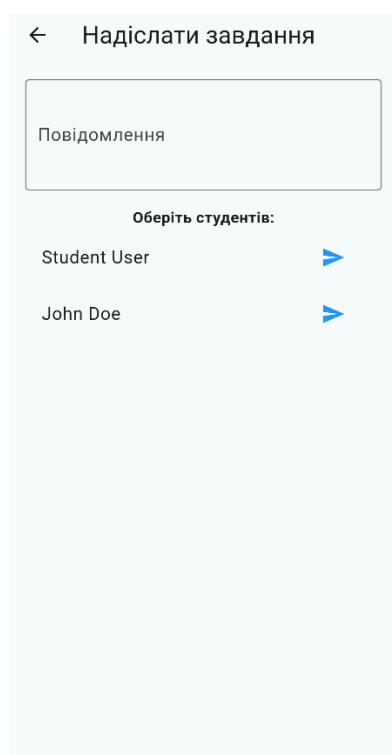 Надіслати завдання
Повідомлення
Оберіть студентів:
Student User
John Doe